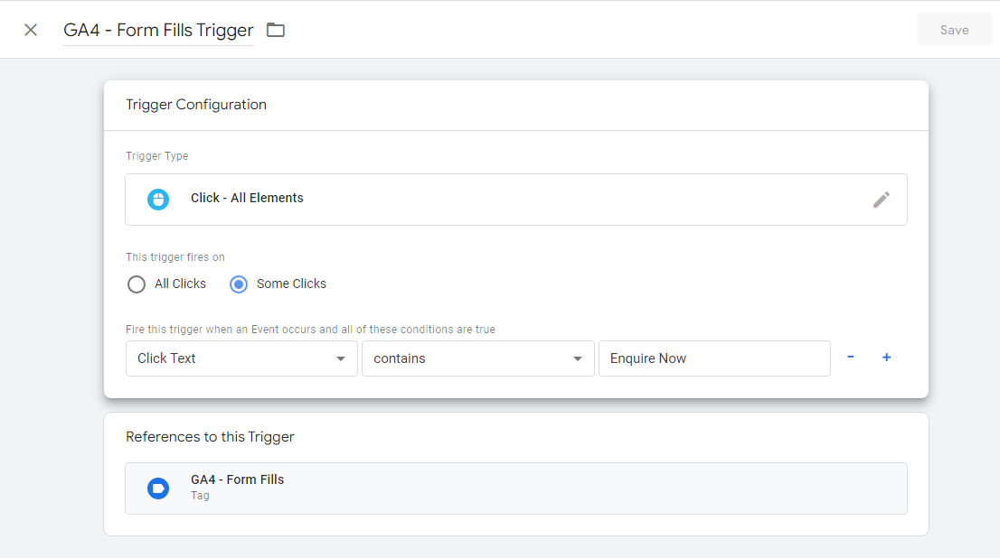 GA4 - Form Fills Trigger
Save
Trigger Configuration
Trigger Type
Click - All Elements
This trigger fires on
All Clicks Some Clicks
Fire this trigger when an Event occurs and all of these conditions are true
Click Text contains Enquire Now - +
References to this Trigger
GA4 - Form Fills
Tag